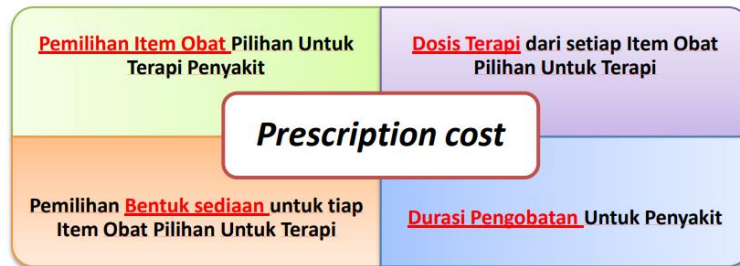 Pemilihan Item Obat Pilihan Untuk
Terapi Penyakit
Dosis Terapi dari setiap Item Obat
Pilihan Untuk Terapi
Prescription cost
Pemilihan Bentuk sediaan untuk tiap
Item Obat Pilihan Untuk Terapi
Durasi Pengobatan Untuk Penyakit